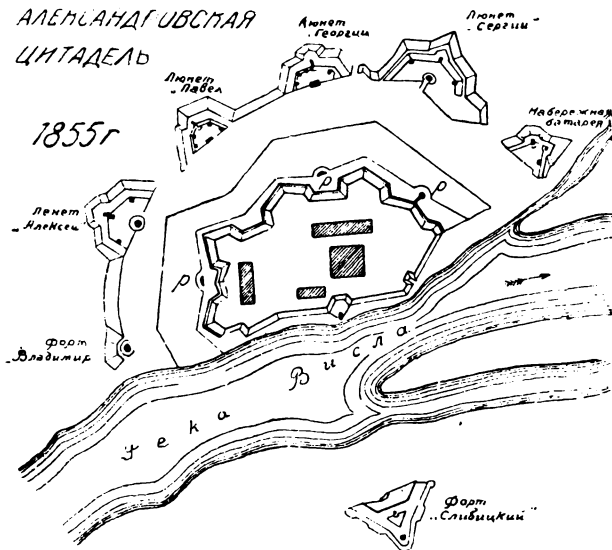 АЛЕКСАНДРОВСКАЯ
ЦИТАДЕЛЬ
1855г
Люнет
„Георгий
Люнет
„Сергий"
Люнет
„Павел
Набережная
батарея
Люнет
„Алексей
р
р
р
форт
„Владимир
Река Висла
Форт
„Сливицкий"